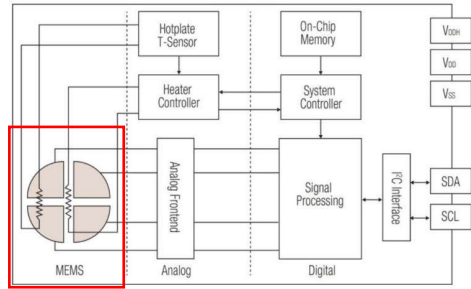 Hotplate
T-Sensor
On-Chip
Memory
VDDH
VDD
VSS
Heater
Controller
System
Controller
Analog Frontend
Signal
Processing
I²C Interface
SDA
SCL
MEMS
Analog
Digital